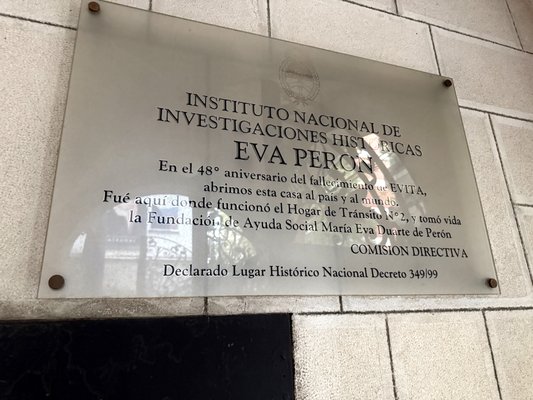 INSTITUTO NACIONAL DE
INVESTIGACIONES HISTÓRICAS
EVA PERÓN
En el 48° aniversario del fallecimiento de EVITA,
abrimos esta casa al país y al mundo.
Fué aquí donde funcionó el Hogar de Tránsito N°2, y tomó vida
la Fundación de Ayuda Social María Eva Duarte de Perón
COMISION DIRECTIVA
Declarado Lugar Histórico Nacional Decreto 349/99